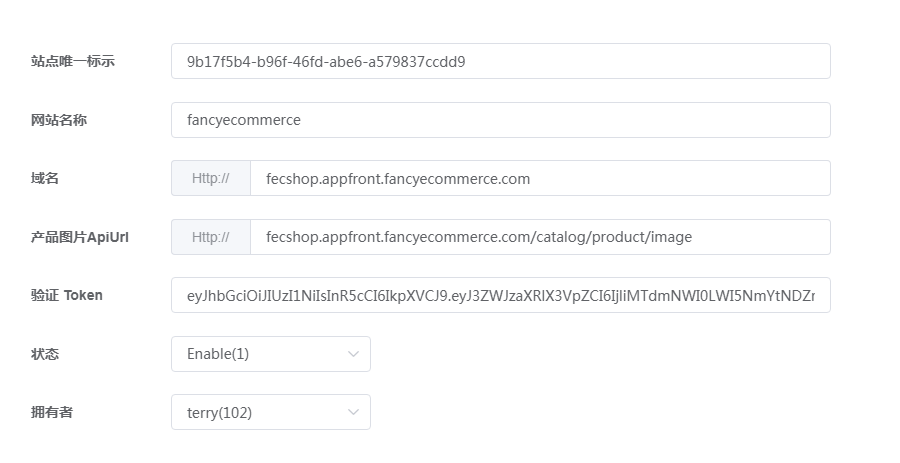 站点唯一标示 9b17f5b4-b96f-46fd-abe6-a579837ccdd9
网站名称 fancyecommerce
域名 Http:// fecshop.appfront.fancyecommerce.com
产品图片ApiUrl Http:// fecshop.appfront.fancyecommerce.com/catalog/product/image
验证 Token eyJhbGciOiJIUzI1NiIsInR5cCI6IkpXVCJ9.eyJ3ZWJzaXRlX3VpZCI6IjliMTdmNWI0LWI5NmYtNDZr
状态 Enable(1)
拥有者 terry(102)